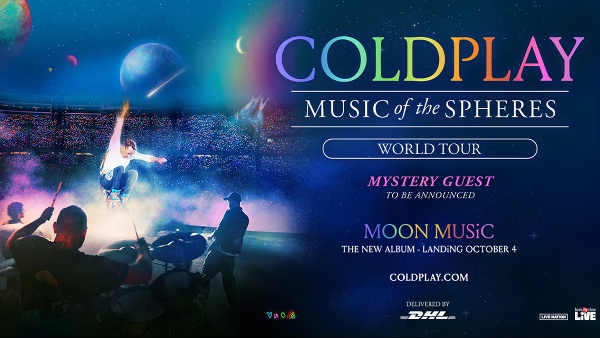 COLDPLAY
MUSIC of the SPHERES
WORLD TOUR
MYSTERY GUEST
TO BE ANNOUNCED
MOON MUSiC
THE NEW ALBUM - LANDiNG OCTOBER 4
COLDPLAY.COM
DELIVERED BY
DHL
LIVE NATION
LiVE